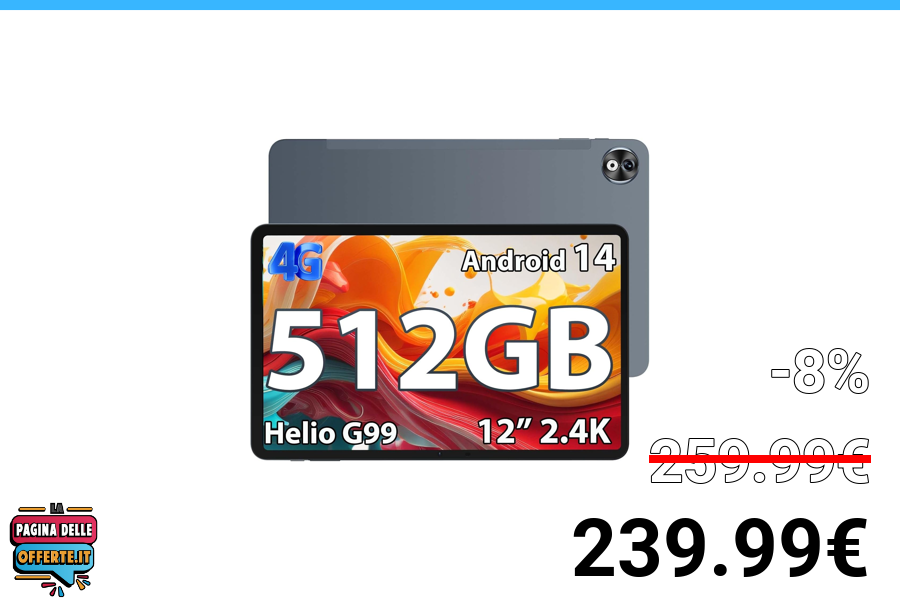 4G
Android 14
512GB
Helio G99
12” 2.4K
-8%
259.99€
239.99€
LA
PAGINA DELLE
OFFERTE.IT